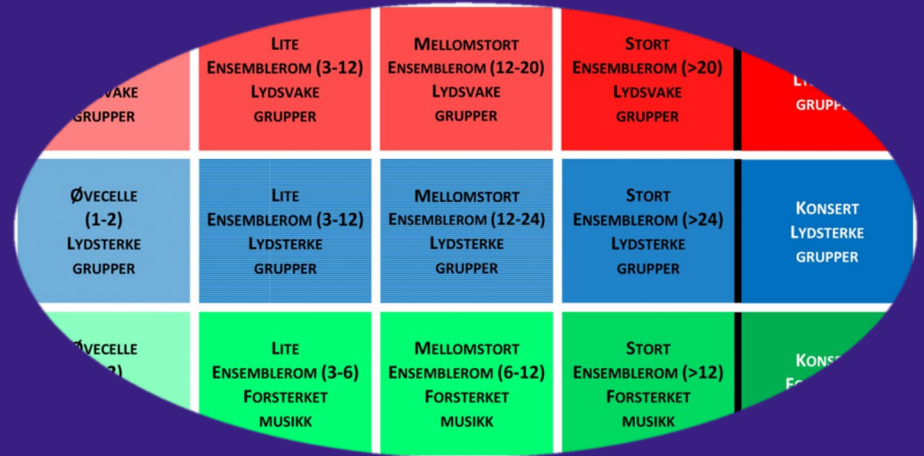 GRUPPER
LITE
ENSEMBLEROM (3-12)
LYDSVAKE
GRUPPER
MELLOMSTORT
ENSEMBLEROM (12-20)
LYDSVAKE
GRUPPER
STORT
ENSEMBLEROM (>20)
LYDSVAKE
GRUPPER
ØVECELLE
(1-2)
LYDSTERKE
GRUPPER
LITE
ENSEMBLEROM (3-12)
LYDSTERKE
GRUPPER
MELLOMSTORT
ENSEMBLEROM (12-24)
LYDSTERKE
GRUPPER
STORT
ENSEMBLEROM (>24)
LYDSTERKE
GRUPPER
KONSERT
LYDSTERKE
GRUPPER
LITE
ENSEMBLEROM (3-6)
FORSTERKET
MUSIKK
MELLOMSTORT
ENSEMBLEROM (6-12)
FORSTERKET
MUSIKK
STORT
ENSEMBLEROM (>12)
FORSTERKET
MUSIKK